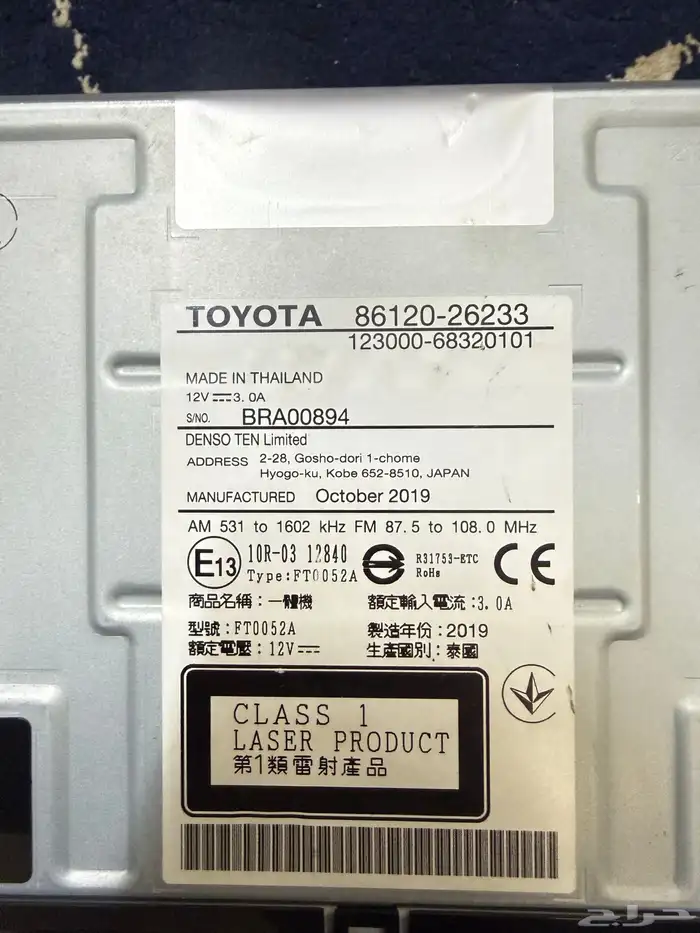 TOYOTA 86120-26233
123000-68320101
MADE IN THAILAND
12V ⎓3.0A
S/NO. BRA00894
DENSO TEN Limited
ADDRESS 2-28, Gosho-dori 1-chome
Hyogo-ku, Kobe 652-8510, JAPAN
MANUFACTURED October 2019
AM 531 to 1602 kHz FM 87.5 to 108.0 MHz
E13 10R-03 12840 R31753-ETC CE
Type:FT0052A RoHs
商品名稱:一體機 額定輸入電流:3.0A
型號:FT0052A 製造年份:2019
額定電壓:12V⎓ 生產國別:泰國
CLASS 1
LASER PRODUCT
第1類雷射產品
حراج